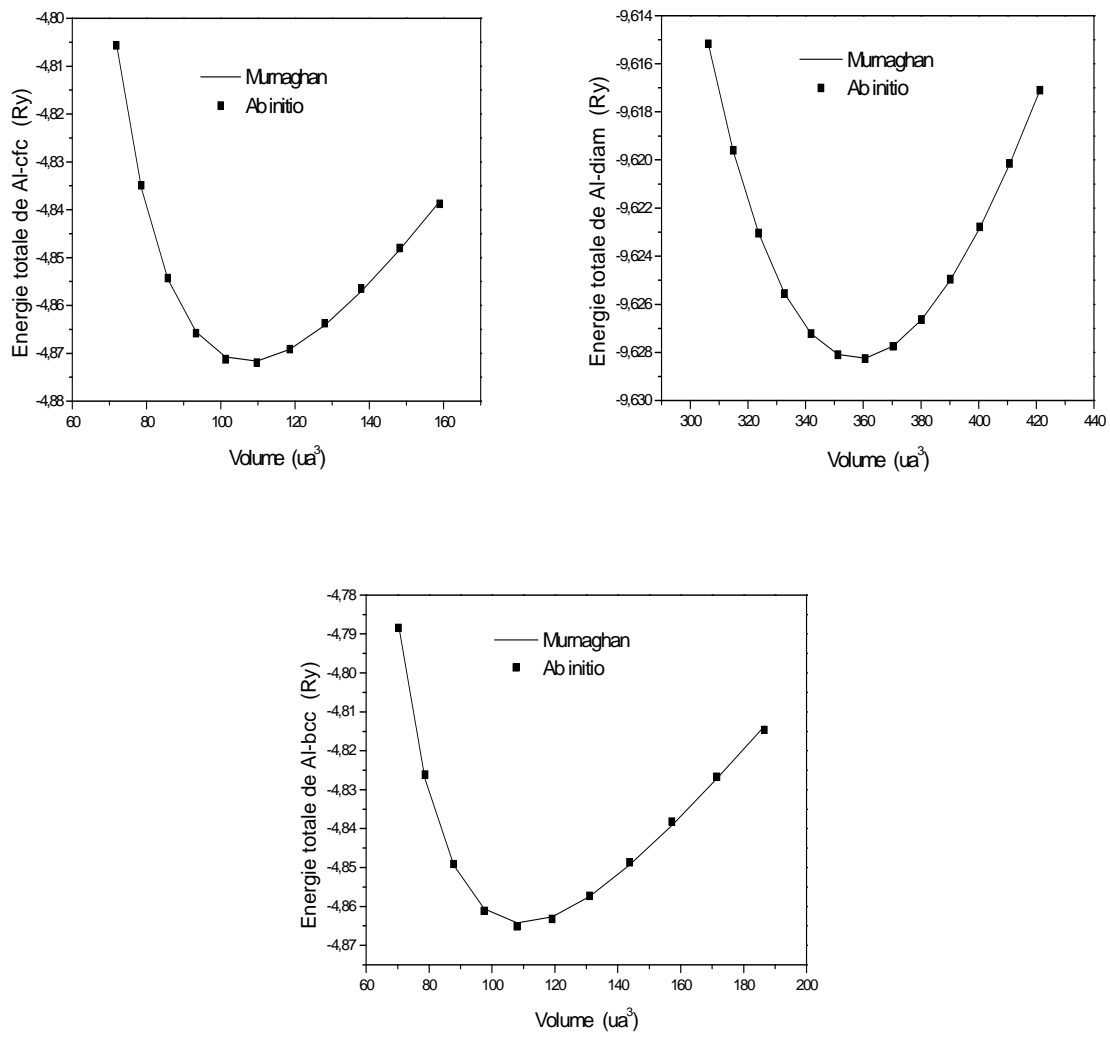 -4,80
-4,81
-4,82
-4,83
-4,84
-4,85
-4,86
-4,87
-4,88
Energie totale de Al-cfc (Ry)
Murnaghan
Ab initio
60 80 100 120 140 160
Volume (ua³)
-9,614
-9,616
-9,618
-9,620
-9,622
-9,624
-9,626
-9,628
-9,630
Energie totale de Al-diam (Ry)
Murnaghan
Ab initio
300 320 340 360 380 400 420 440
Volume (ua³)
-4,78
-4,79
-4,80
-4,81
-4,82
-4,83
-4,84
-4,85
-4,86
-4,87
Energie totale de Al-bcc (Ry)
Murnaghan
Ab initio
60 80 100 120 140 160 180 200
Volume (ua³)